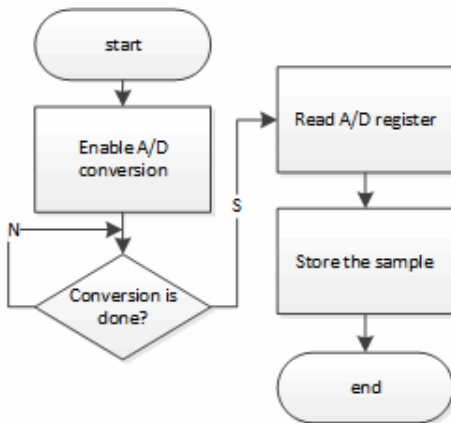 start
Enable A/D
conversion
N
Conversion is
done?
S
Read A/D register
Store the sample
end